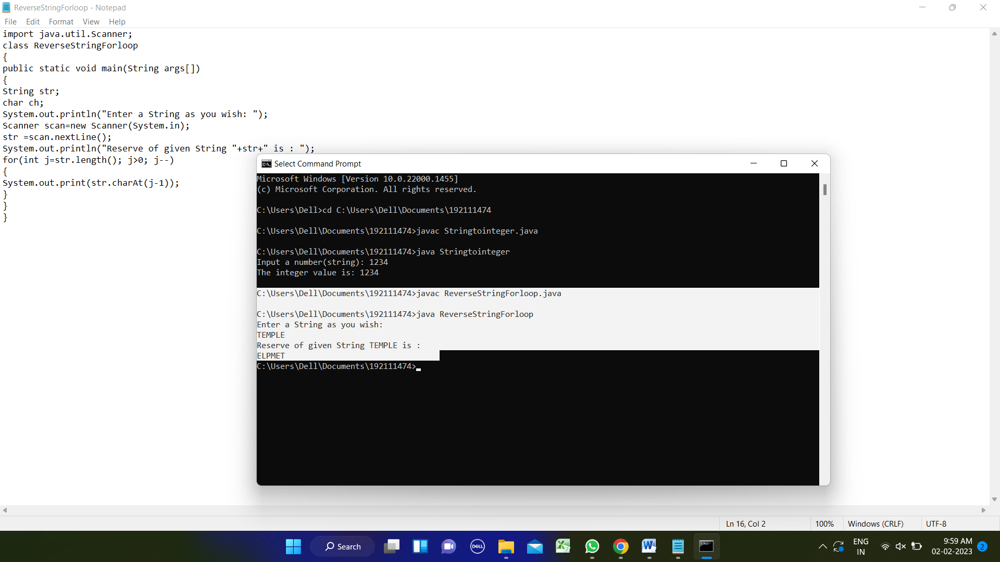 ReverseStringForloop - Notepad
File Edit Format View Help
import java.util.Scanner;
class ReverseStringForloop
{
public static void main(String args[])
{
String str;
char ch;
System.out.println("Enter a String as you wish: ");
Scanner scan=new Scanner(System.in);
str =scan.nextLine();
System.out.println("Reserve of given String "+str+" is : ");
for(int j=str.length(); j>0; j--)
{
System.out.print(str.charAt(j-1));
}
}
}
Select Command Prompt
Microsoft Windows [Version 10.0.22000.1455]
(c) Microsoft Corporation. All rights reserved.
C:\Users\Dell>cd C:\Users\Dell\Documents\192111474
C:\Users\Dell\Documents\192111474>javac Stringtointeger.java
C:\Users\Dell\Documents\192111474>java Stringtointeger
Input a number(string): 1234
The integer value is: 1234
C:\Users\Dell\Documents\192111474>javac ReverseStringForloop.java
C:\Users\Dell\Documents\192111474>java ReverseStringForloop
Enter a String as you wish:
TEMPLE
Reserve of given String TEMPLE is :
ELPMET
C:\Users\Dell\Documents\192111474>
Ln 16, Col 2 100% Windows (CRLF) UTF-8
Search
DELL
ENG
IN
9:59 AM
02-02-2023
2